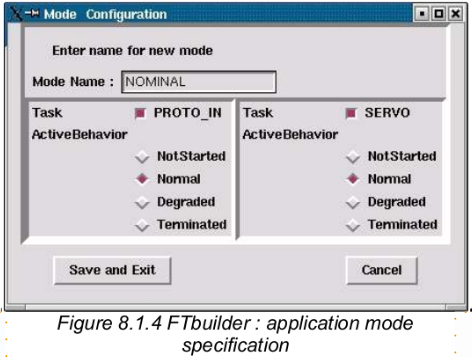 Mode Configuration
Enter name for new mode
Mode Name : NOMINAL
Task PROTO_IN
ActiveBehavior
NotStarted
Normal
Degraded
Terminated
Task SERVO
ActiveBehavior
NotStarted
Normal
Degraded
Terminated
Save and Exit Cancel
Figure 8.1.4 FTbuilder : application mode
specification